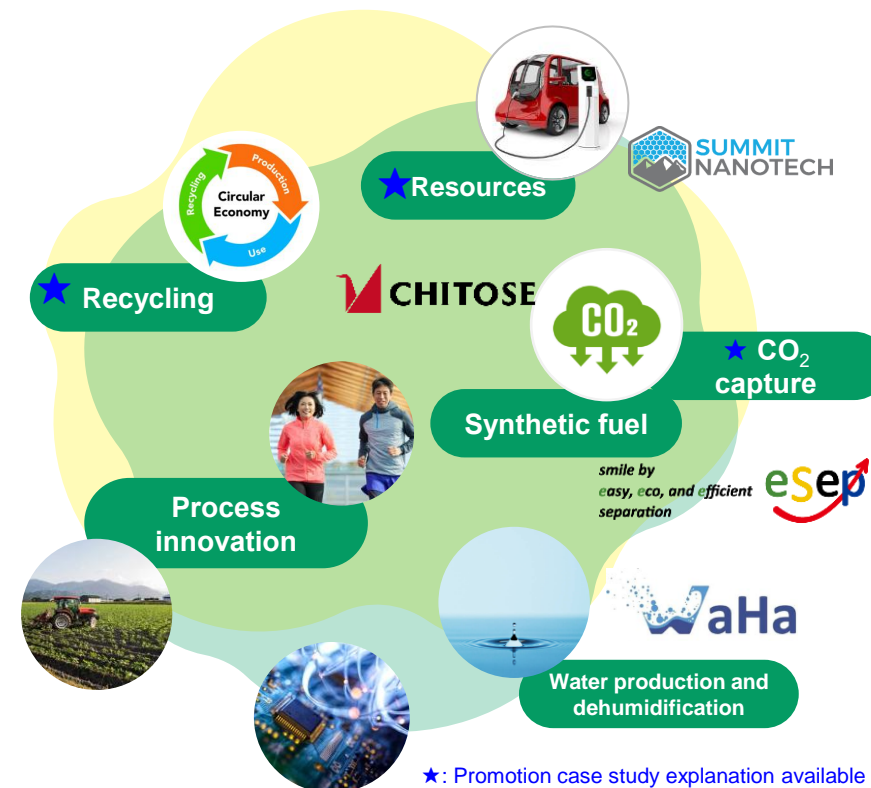 SUMMIT
NANOTECH
★Resources
Recycling
Production
Circular
Economy
Use
★ Recycling
CHITOSE
CO₂
★ CO₂
capture
Synthetic fuel
smile by
easy, eco, and efficient
separation
eSep
Process
innovation
WaHa
Water production and
dehumidification
★: Promotion case study explanation available